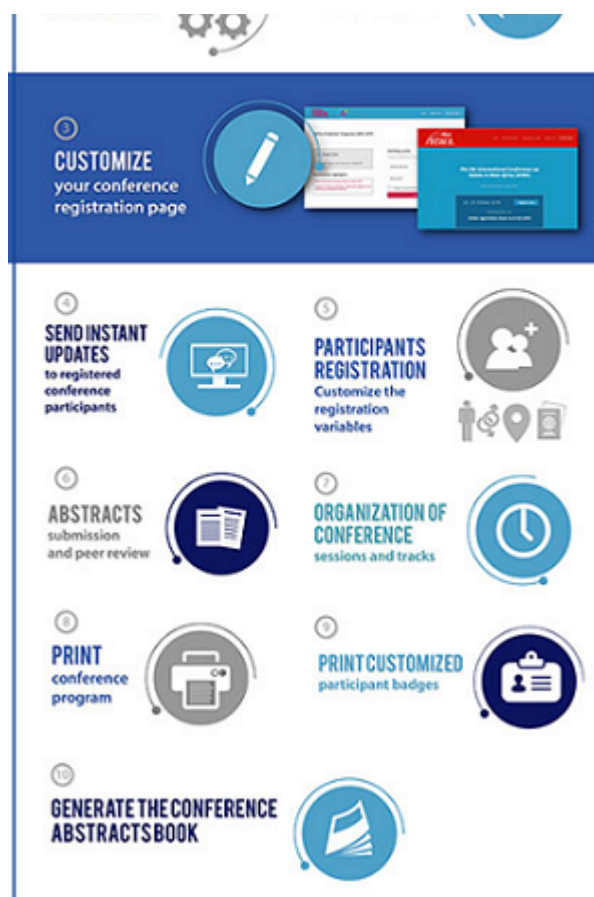 3
CUSTOMIZE
your conference
registration page
4
SEND INSTANT
UPDATES
to registered
conference
participants
5
PARTICIPANTS
REGISTRATION
Customize the
registration
variables
6
ABSTRACTS
submission
and peer review
7
ORGANIZATION OF
CONFERENCE
sessions and tracks
8
PRINT
conference
program
9
PRINT CUSTOMIZED
participant badges
10
GENERATE THE CONFERENCE
ABSTRACTS BOOK